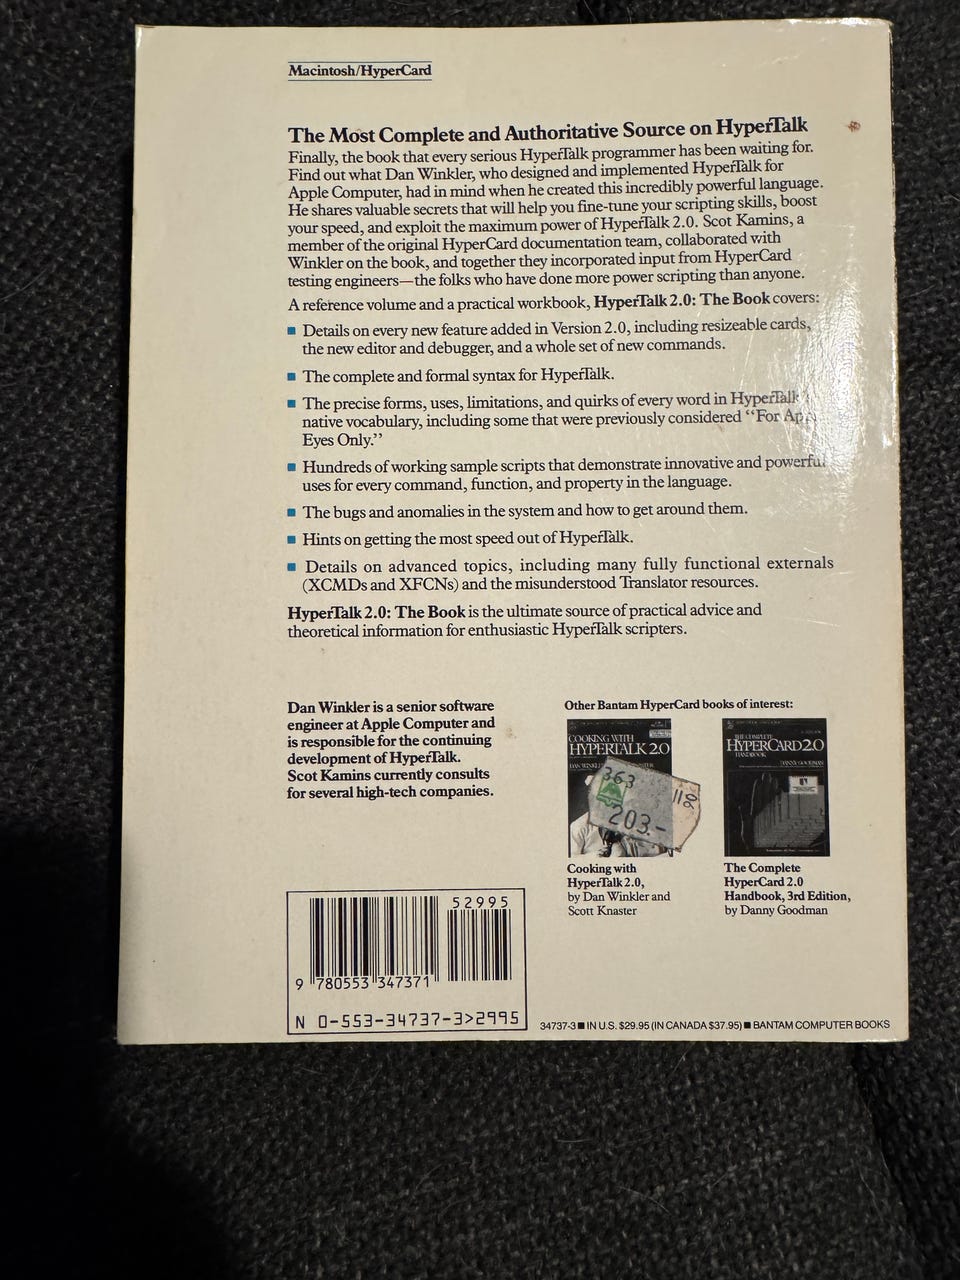 Macintosh/HyperCard
The Most Complete and Authoritative Source on HyperTalk
Finally, the book that every serious HyperTalk programmer has been waiting for.
Find out what Dan Winkler, who designed and implemented HyperTalk for
Apple Computer, had in mind when he created this incredibly powerful language.
He shares valuable secrets that will help you fine-tune your scripting skills, boost
your speed, and exploit the maximum power of HyperTalk 2.0. Scot Kamins, a
member of the original HyperCard documentation team, collaborated with
Winkler on the book, and together they incorporated input from HyperCard
testing engineers—the folks who have done more power scripting than anyone.
A reference volume and a practical workbook, HyperTalk 2.0: The Book covers:
Details on every new feature added in Version 2.0, including resizeable cards,
the new editor and debugger, and a whole set of new commands.
The complete and formal syntax for HyperTalk.
The precise forms, uses, limitations, and quirks of every word in HyperTalk's
native vocabulary, including some that were previously considered "For
Eyes Only."
Hundreds of working sample scripts that demonstrate innovative and powerful
uses for every command, function, and property in the language.
The bugs and anomalies in the system and how to get around them.
Hints on getting the most speed out of HyperTalk.
Details on advanced topics, including many fully functional externals
(XCMDs and XFCNs) and the misunderstood Translator resources.
HyperTalk 2.0: The Book is the ultimate source of practical advice and
theoretical information for enthusiastic HyperTalk scripters.
Dan Winkler is a senior software
engineer at Apple Computer and
is responsible for the continuing
development of HyperTalk.
Scot Kamins currently consults
for several high-tech companies.
Other Bantam HyperCard books of interest:
COOKING WITH
HYPERTALK 2.0
DAN WINKLER
363
1190
203.-
Cooking with
HyperTalk 2.0,
by Dan Winkler and
Scott Knaster
THE COMPLETE
HYPERCARD 2.0
HANDBOOK
DANNY GOODMAN
The Complete
HyperCard 2.0
Handbook, 3rd Edition,
by Danny Goodman
52995
9 780553 347371
N 0-553-34737-3>2995
34737-3 ■ IN U.S. $29.95 (IN CANADA $37.95) ■ BANTAM COMPUTER BOOKS